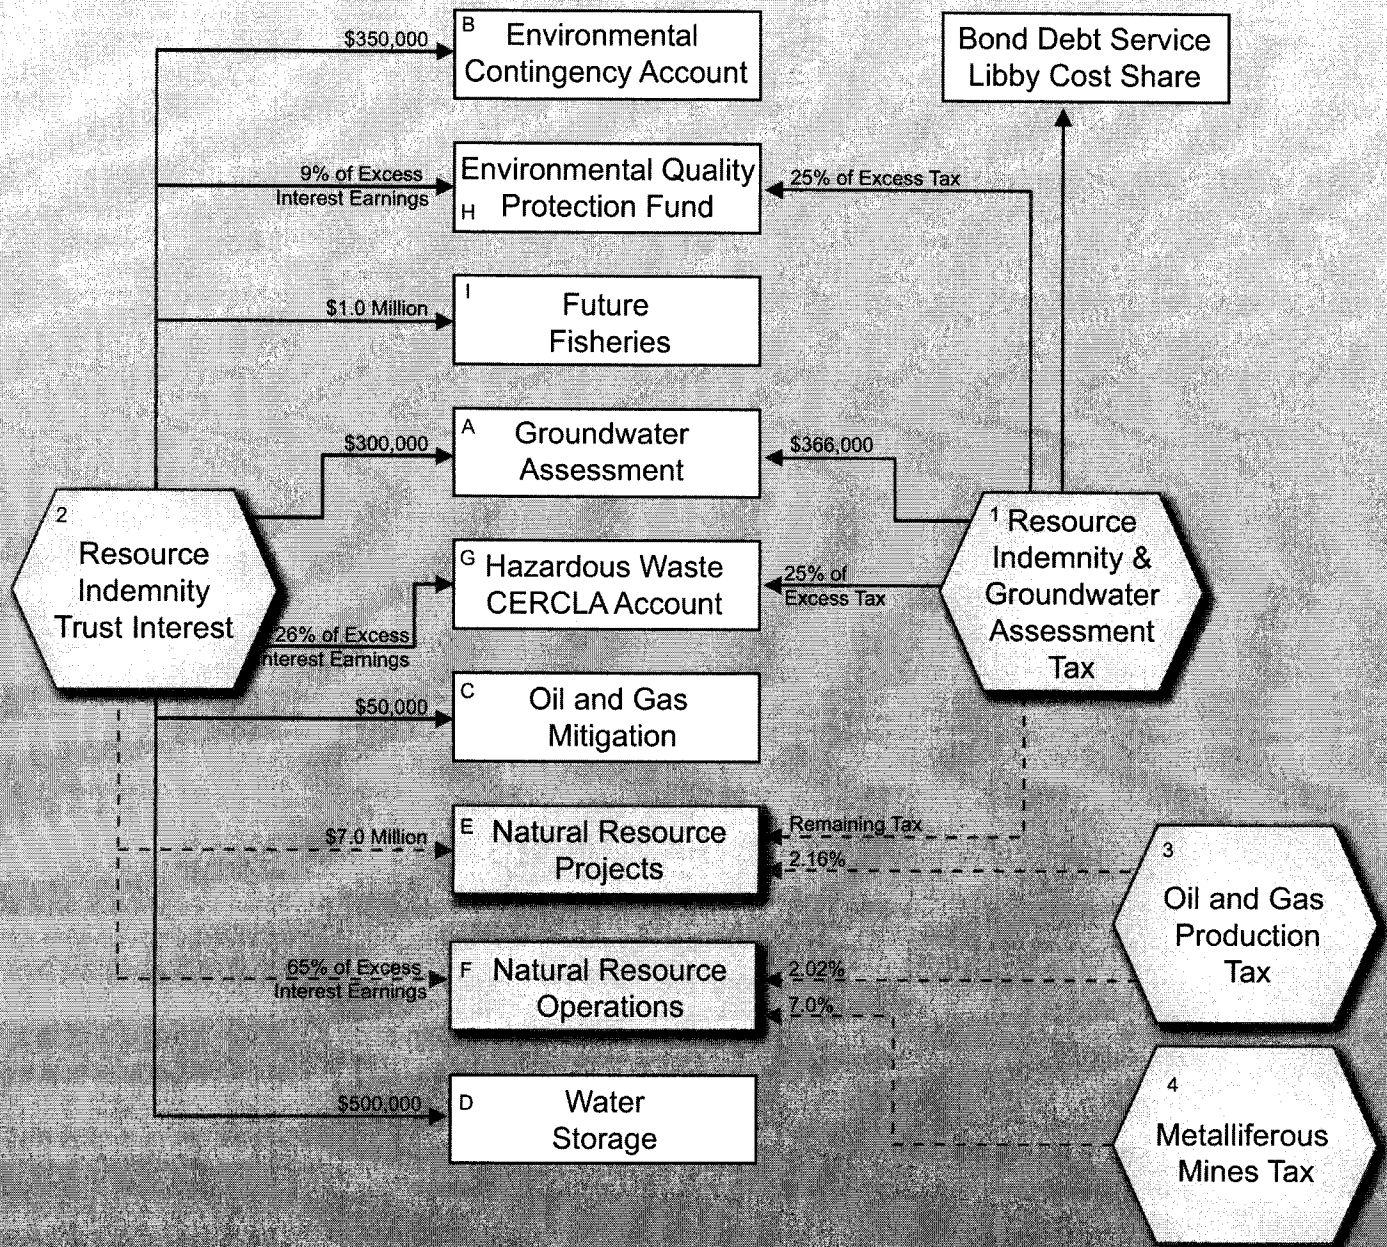 B
Environmental
Contingency Account
$350,000
Bond Debt Service
Libby Cost Share
9% of Excess
Interest Earnings
Environmental Quality
Protection Fund
H
25% of Excess Tax
$1.0 Million
I
Future
Fisheries
$300,000
A
Groundwater
Assessment
$366,000
2
Resource
Indemnity
Trust Interest
26% of Excess
Interest Earnings
G
Hazardous Waste
CERCLA Account
25% of
Excess Tax
1
Resource
Indemnity &
Groundwater
Assessment
Tax
$50,000
C
Oil and Gas
Mitigation
$7.0 Million
E
Natural Resource
Projects
Remaining Tax
2.16%
3
Oil and Gas
Production
Tax
65% of Excess
Interest Earnings
F
Natural Resource
Operations
2.02%
7.0%
$500,000
D
Water
Storage
4
Metalliferous
Mines Tax